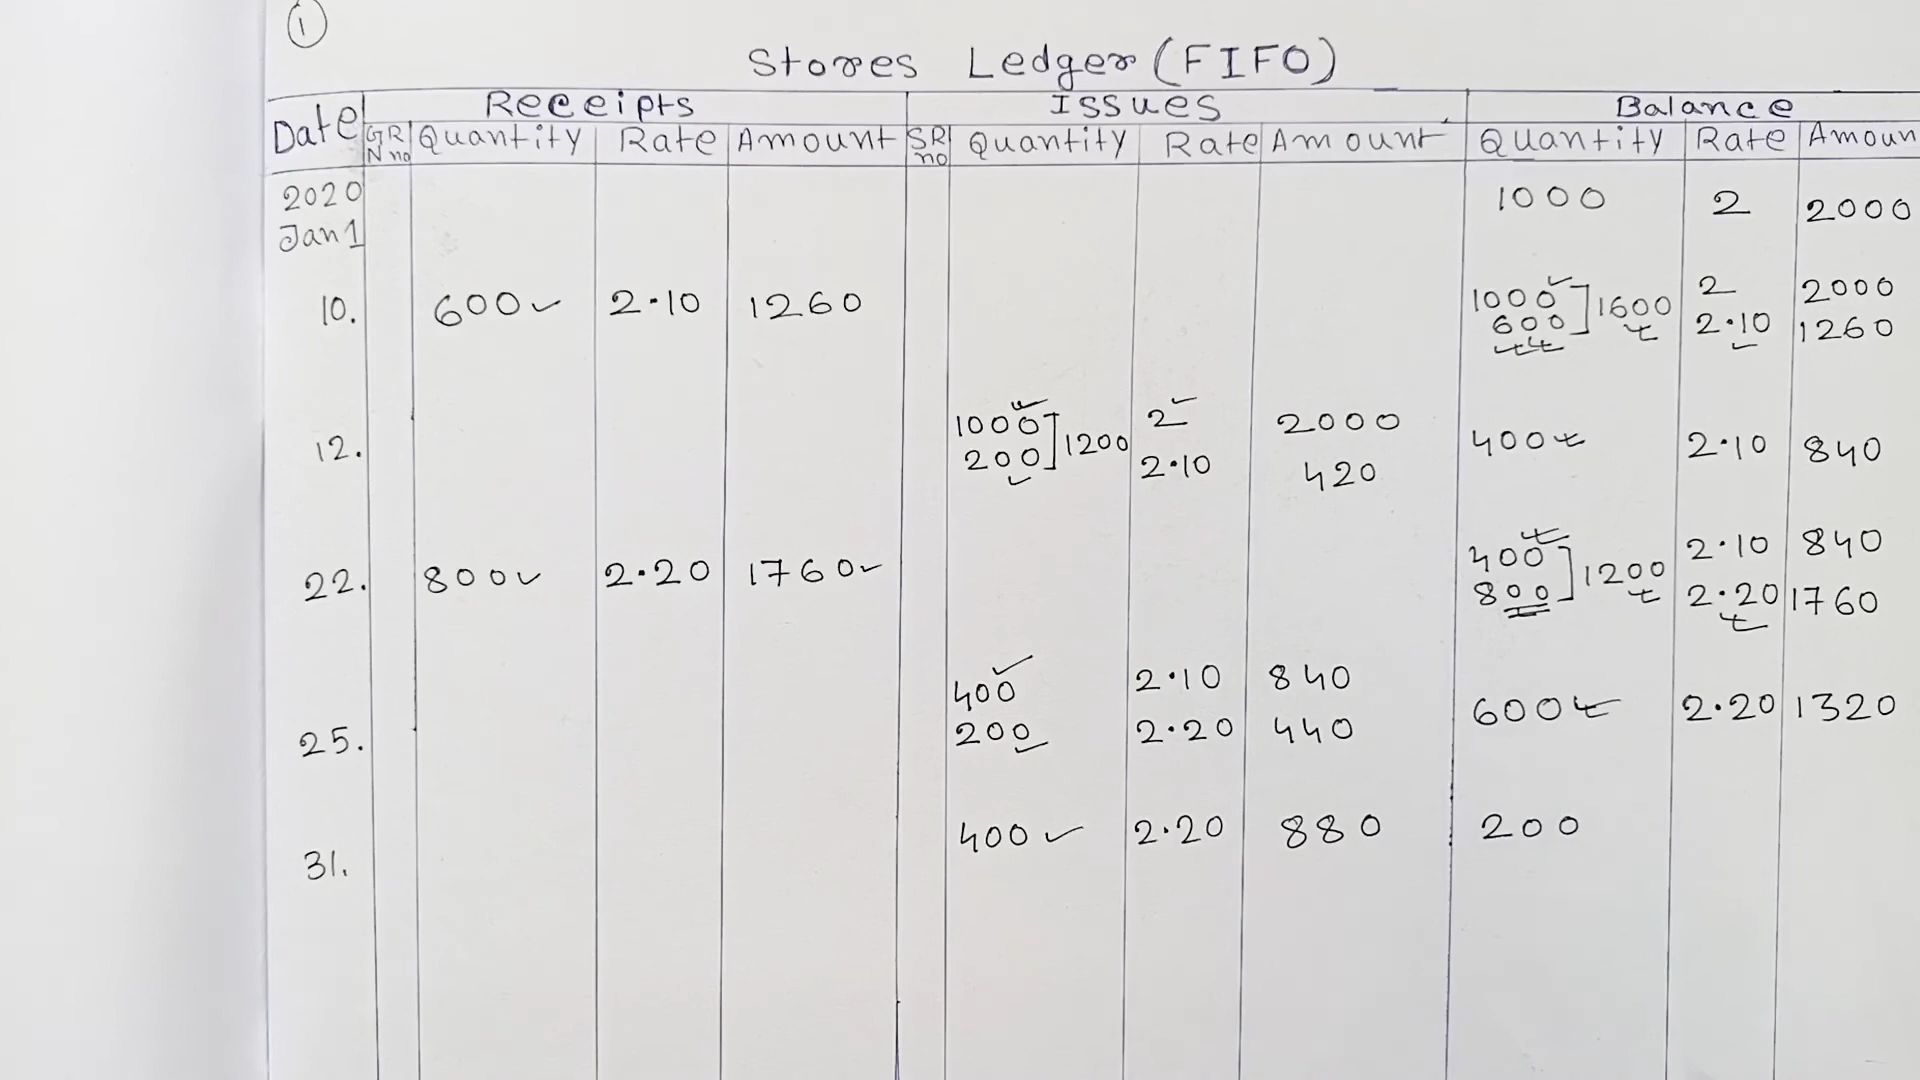 1
Stores Ledger (FIFO)
Date Receipts Issues Balance
GR N no Quantity Rate Amount SR no Quantity Rate Amount Quantity Rate Amoun
2020 Jan 1 1000 2 2000
10. 600 2.10 1260 1000 600 1600 2 2.10 2000 1260
12. 1000 200 1200 2 2.10 2000 420 400 2.10 840
22. 800 2.20 1760 400 800 1200 2.10 2.20 840 1760
25. 400 200 2.10 2.20 840 440 600 2.20 1320
31. 400 2.20 880 200